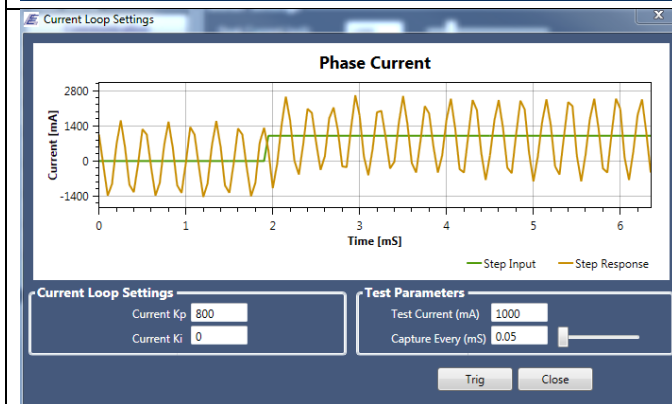 Current Loop Settings
X
Phase Current
2800
1400
0
-1400
Current [mA]
0 1 2 3 4 5 6
Time [mS]
Step Input Step Response
Current Loop Settings
Current Kp 800
Current Ki 0
Test Parameters
Test Current (mA) 1000
Capture Every (mS) 0.05
Trig Close